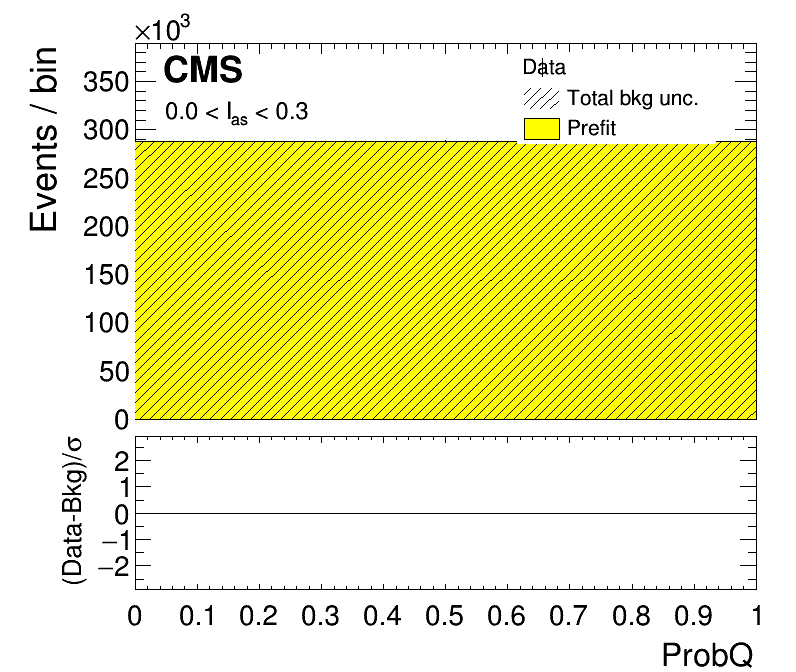 ×10³
Events / bin
350
300
250
200
150
100
50
0
CMS
0.0 < I_as < 0.3
Data
Total bkg unc.
Prefit
(Data-Bkg)/σ
2
1
0
−1
−2
0 0.1 0.2 0.3 0.4 0.5 0.6 0.7 0.8 0.9 1
ProbQ